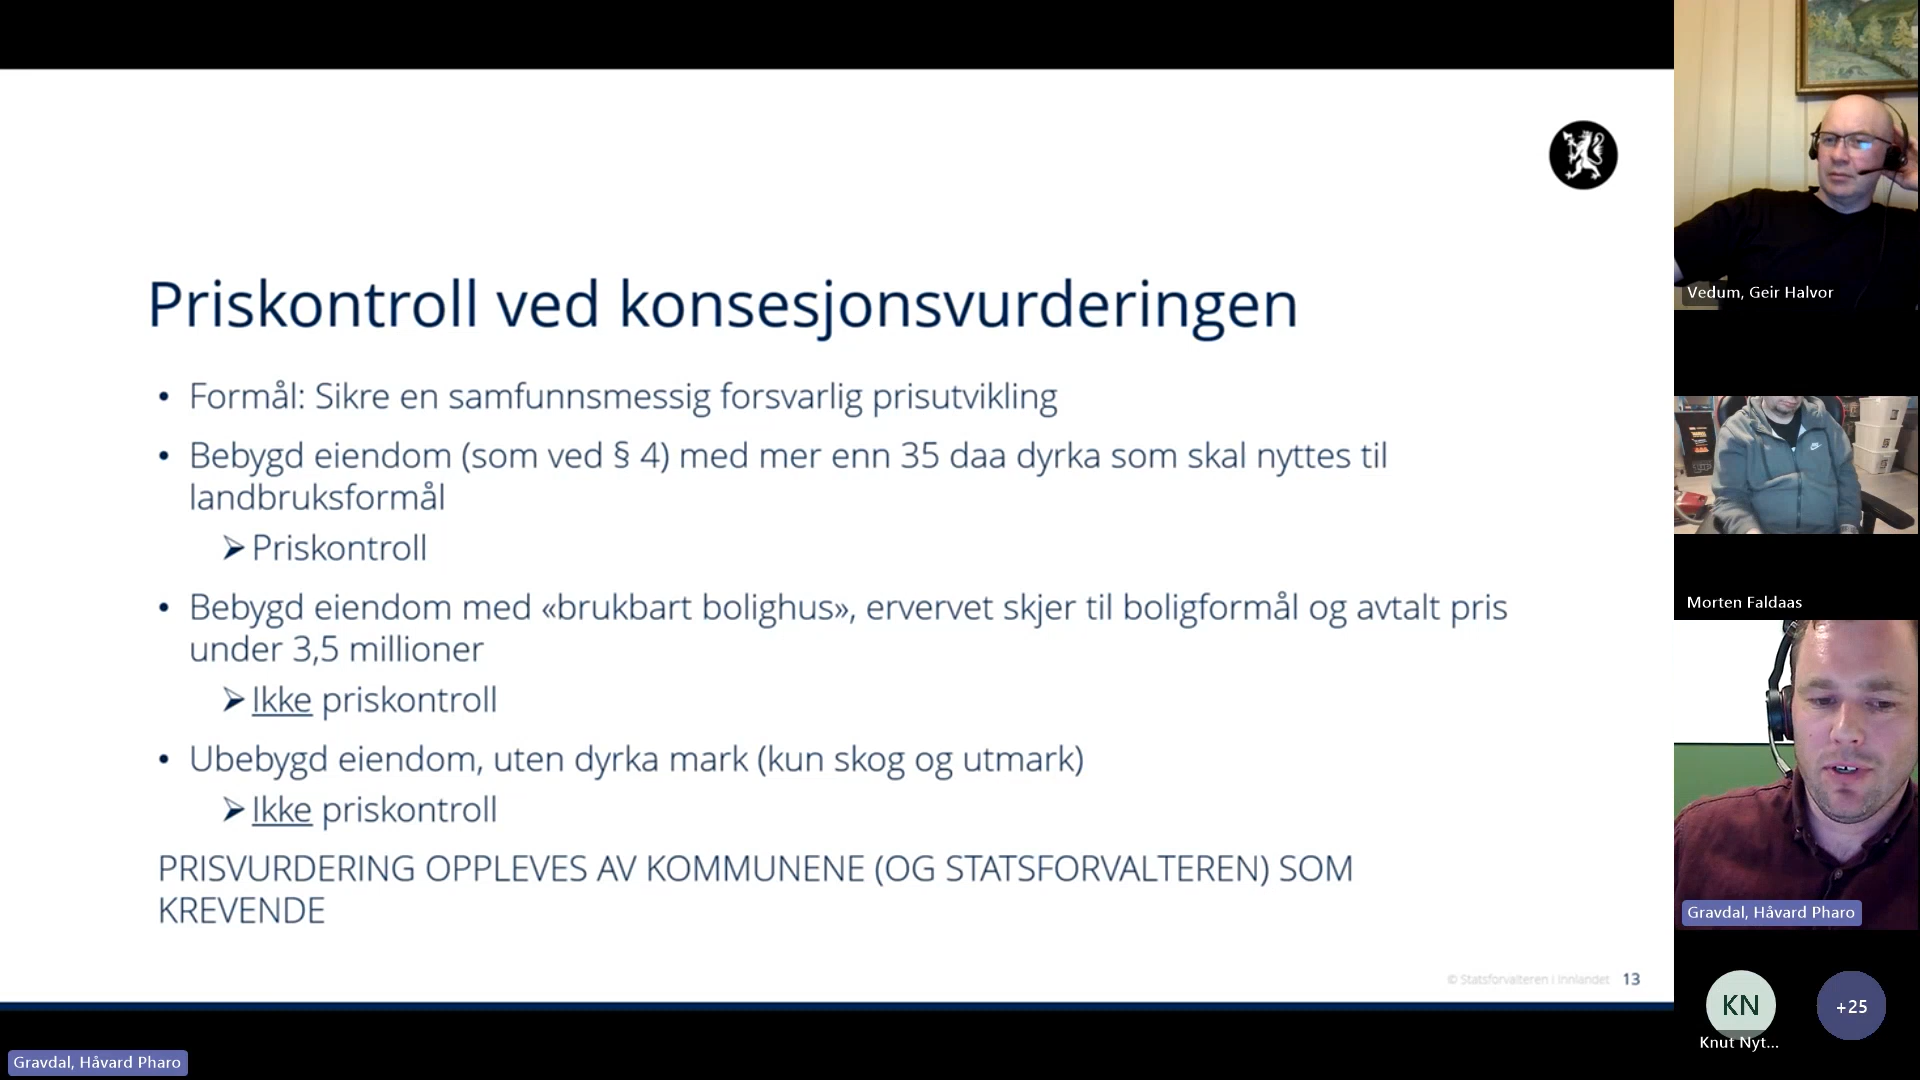 Priskontroll ved konsesjonsvurderingen
• Formål: Sikre en samfunnsmessig forsvarlig prisutvikling
• Bebygd eiendom (som ved § 4) med mer enn 35 daa dyrka som skal nyttes til
landbruksformål
➢ Priskontroll
• Bebygd eiendom med «brukbart bolighus», ervervet skjer til boligformål og avtalt pris
under 3,5 millioner
➢ Ikke priskontroll
• Ubebygd eiendom, uten dyrka mark (kun skog og utmark)
➢ Ikke priskontroll
PRISVURDERING OPPLEVES AV KOMMUNENE (OG STATSFORVALTEREN) SOM
KREVENDE
© Statsforvalteren i Innlandet 13
Gravdal, Håvard Pharo
Vedum, Geir Halvor
Morten Faldaas
Gravdal, Håvard Pharo
KN
+25
Knut Nyt...